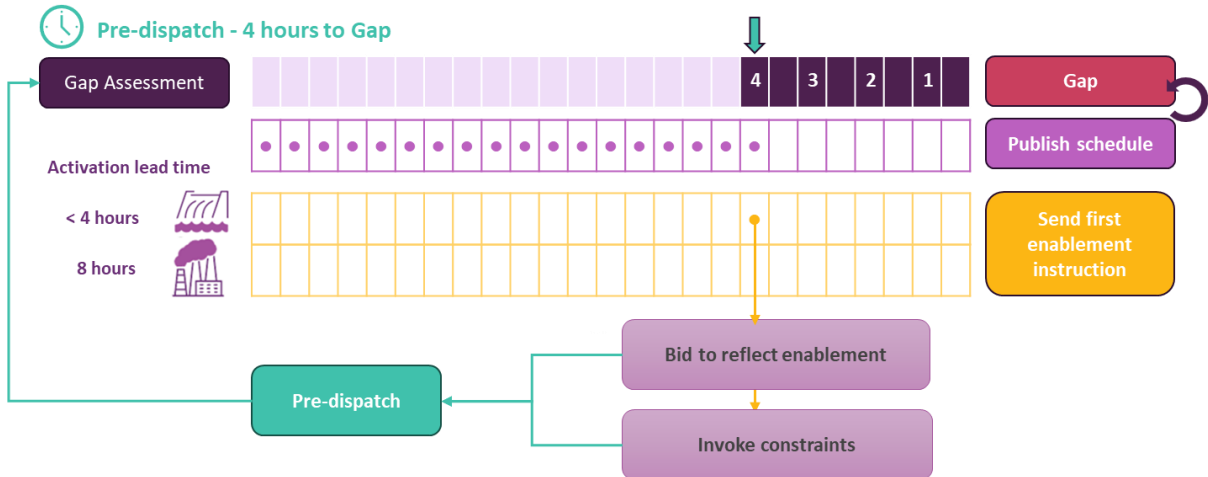 Pre-dispatch - 4 hours to Gap
Gap Assessment
4 3 2 1
Gap
Publish schedule
Activation lead time
< 4 hours
8 hours
Send first
enablement
instruction
Bid to reflect enablement
Pre-dispatch
Invoke constraints